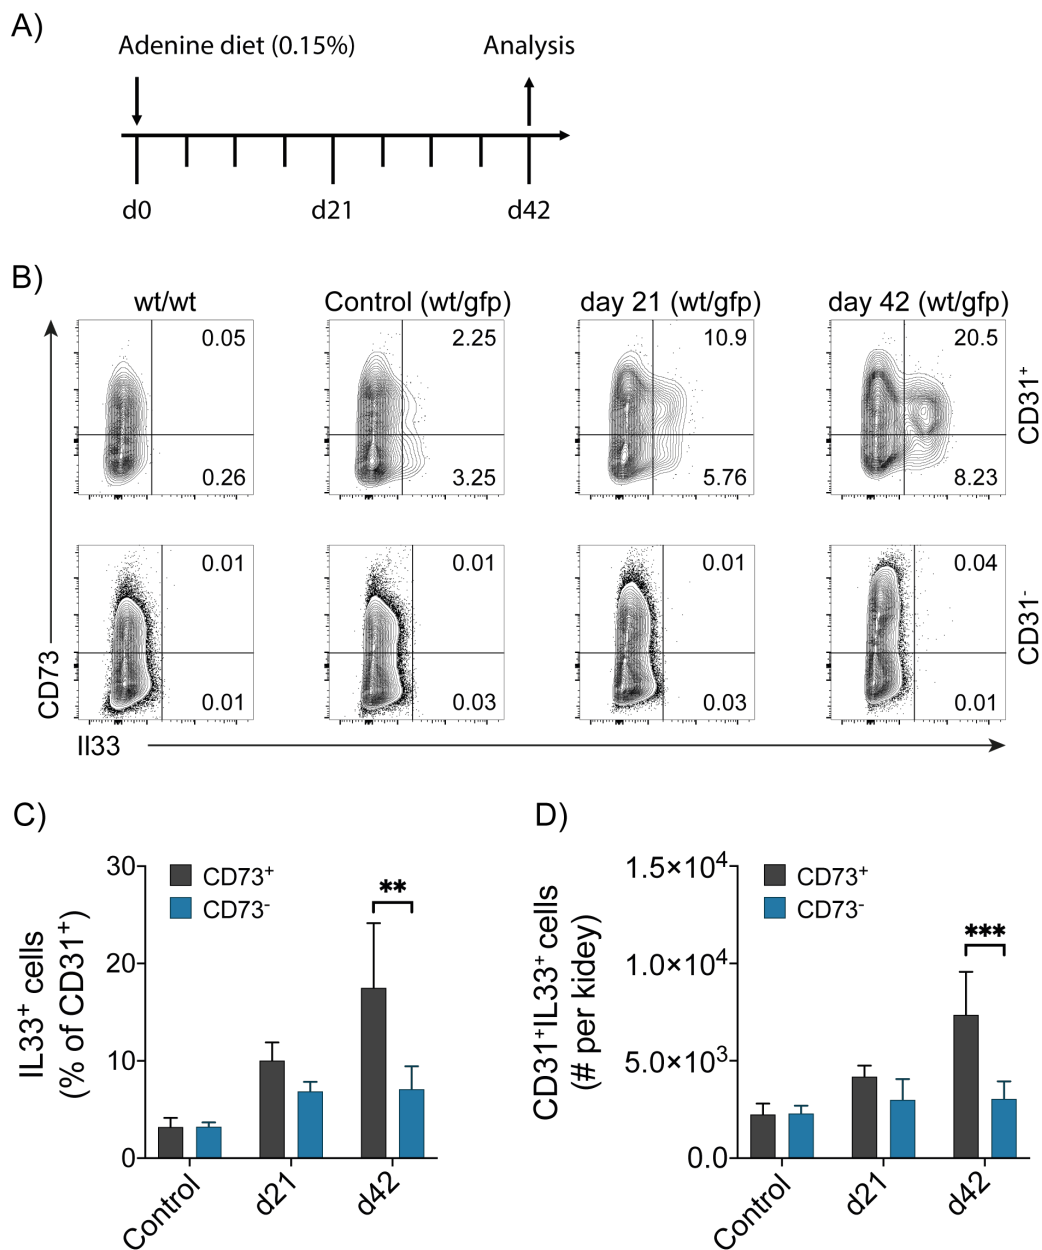 A)
Adenine diet (0.15%)
Analysis
d0
d21
d42
B)
wt/wt
Control (wt/gfp)
day 21 (wt/gfp)
day 42 (wt/gfp)
0.05
2.25
10.9
20.5
CD31⁺
0.26
3.25
5.76
8.23
0.01
0.01
0.01
0.04
CD31⁻
0.01
0.03
0.03
0.01
CD73
Il33
C)
30
20
10
0
IL33⁺ cells
(% of CD31⁺)
CD73⁺
CD73⁻
**
Control
d21
d42
D)
1.5×10⁴
1.0×10⁴
5.0×10³
0.0
CD31⁺IL33⁺ cells
(# per kidey)
CD73⁺
CD73⁻
***
Control
d21
d42